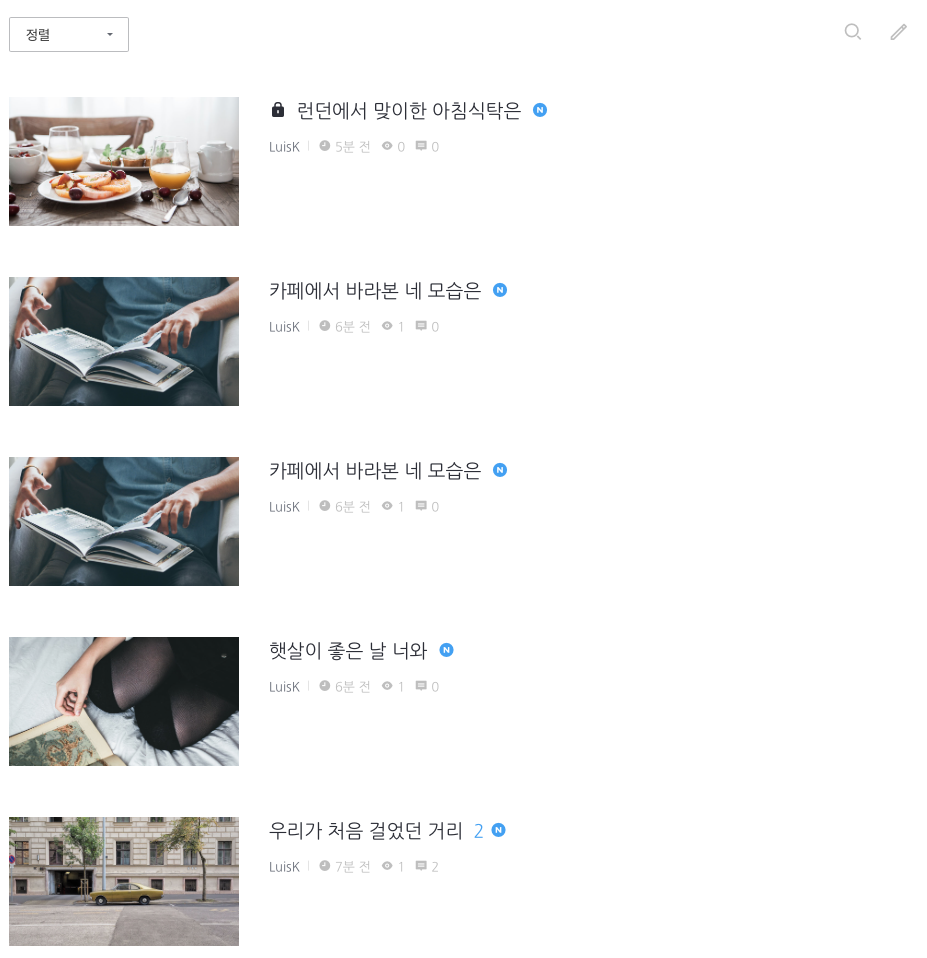 정렬
런던에서 맞이한 아침식탁은 N
LuisK 5분 전 0 0
카페에서 바라본 네 모습은 N
LuisK 6분 전 1 0
카페에서 바라본 네 모습은 N
LuisK 6분 전 1 0
햇살이 좋은 날 너와 N
LuisK 6분 전 1 0
우리가 처음 걸었던 거리 2 N
LuisK 7분 전 1 2